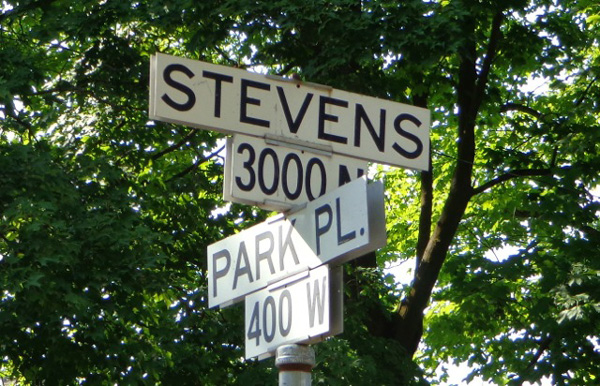 STEVENS
3000 N
PARK PL.
400 W